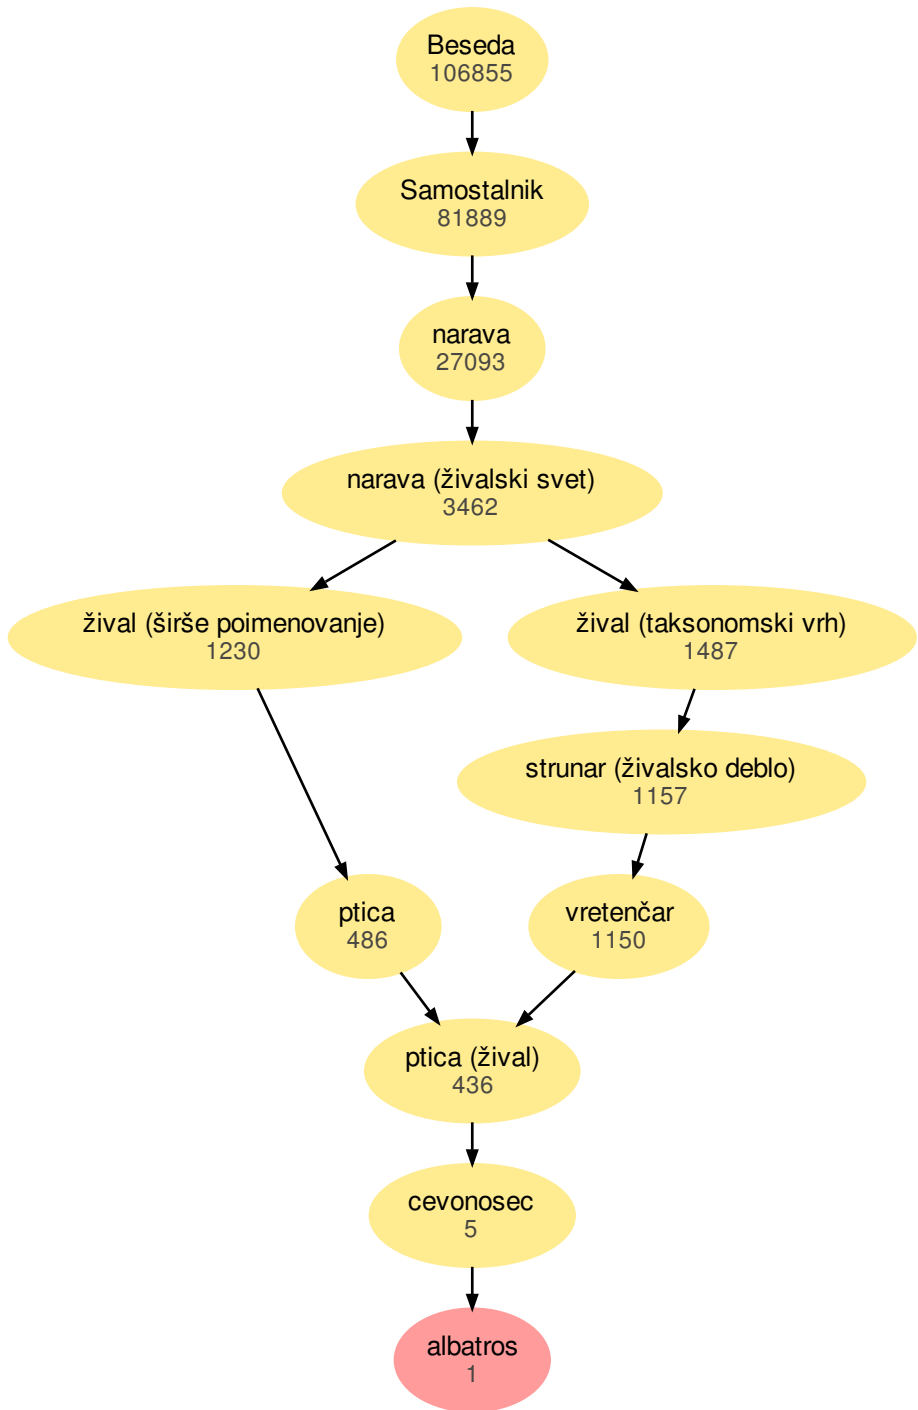 Beseda
106855
Samostalnik
81889
narava
27093
narava (živalski svet)
3462
žival (širše poimenovanje)
1230
žival (taksonomski vrh)
1487
strunar (živalsko deblo)
1157
ptica
486
vretenčar
1150
ptica (žival)
436
cevonosec
5
albatros
1